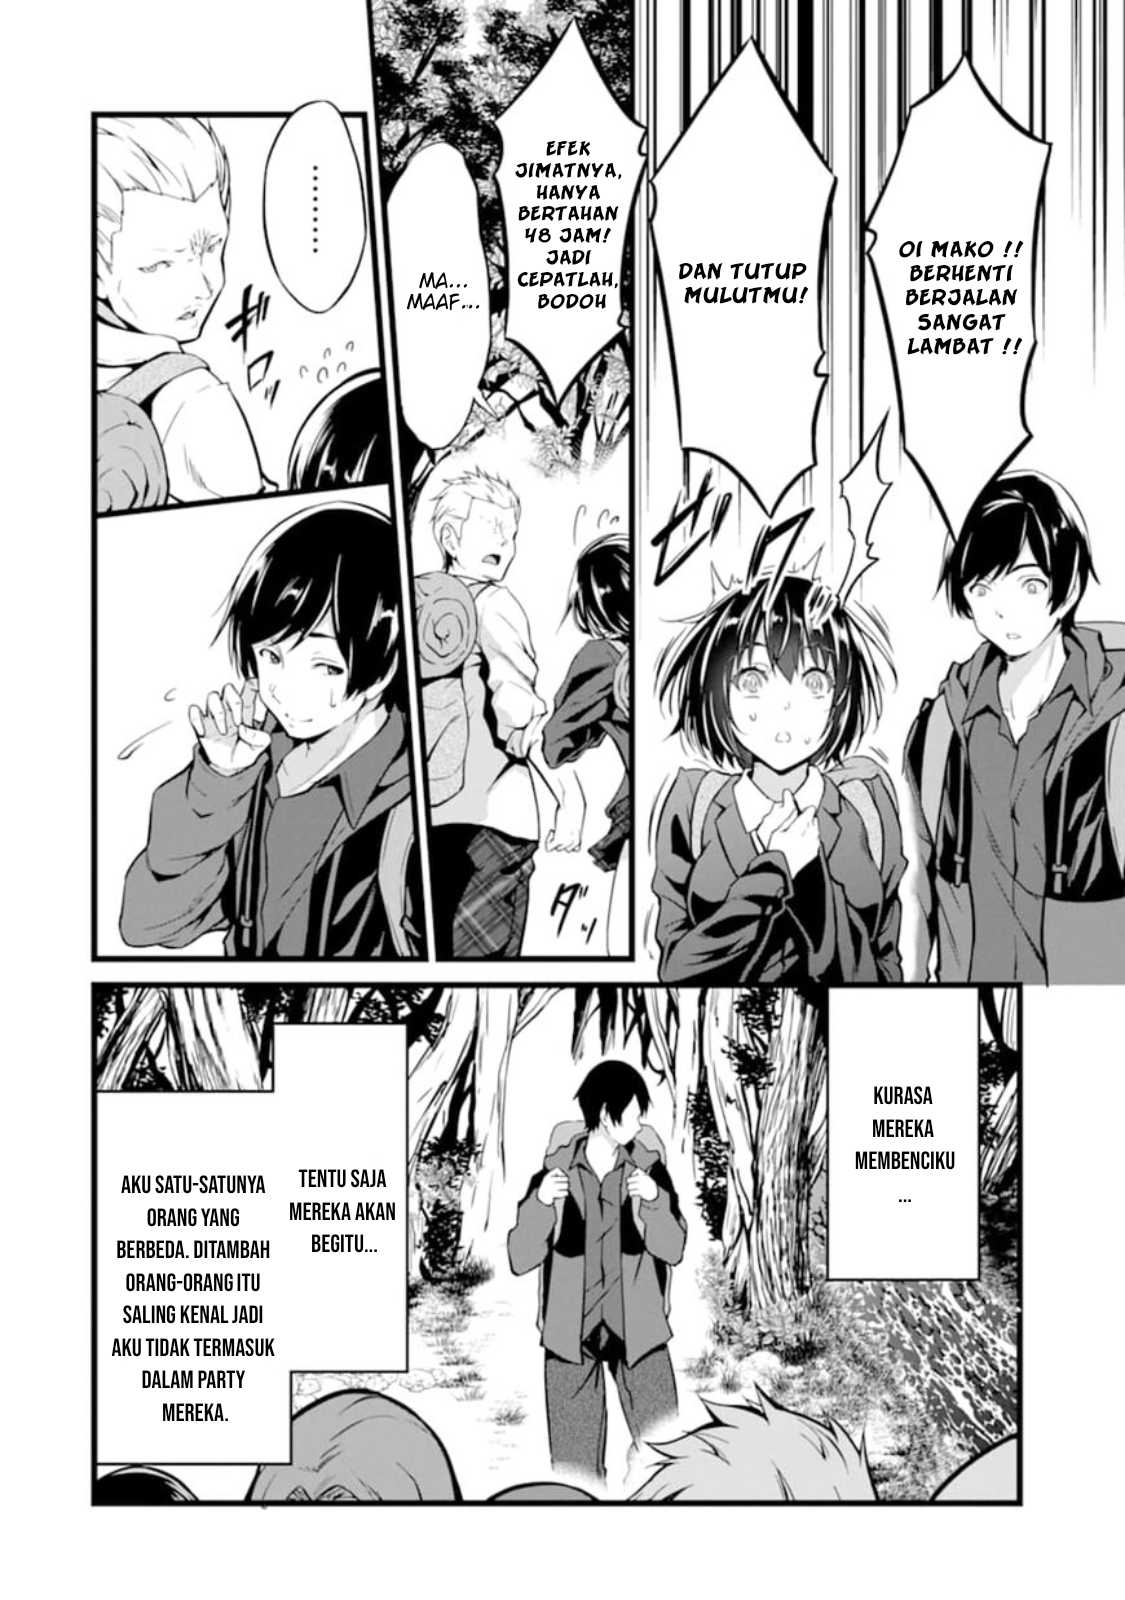 OI MAKO !!
BERHENTI
BERJALAN
SANGAT
LAMBAT !!
DAN TUTUP
MULUTMU!
EFEK
JIMATNYA,
HANYA
BERTAHAN
48 JAM!
JADI
CEPATLAH,
BODOH
MA...
MAAF...
.........
KURASA
MEREKA
MEMBENCIKU
...
TENTU SAJA
MEREKA AKAN
BEGITU...
AKU SATU-SATUNYA
ORANG YANG
BERBEDA. DITAMBAH
ORANG-ORANG ITU
SALING KENAL JADI
AKU TIDAK TERMASUK
DALAM PARTY
MEREKA.